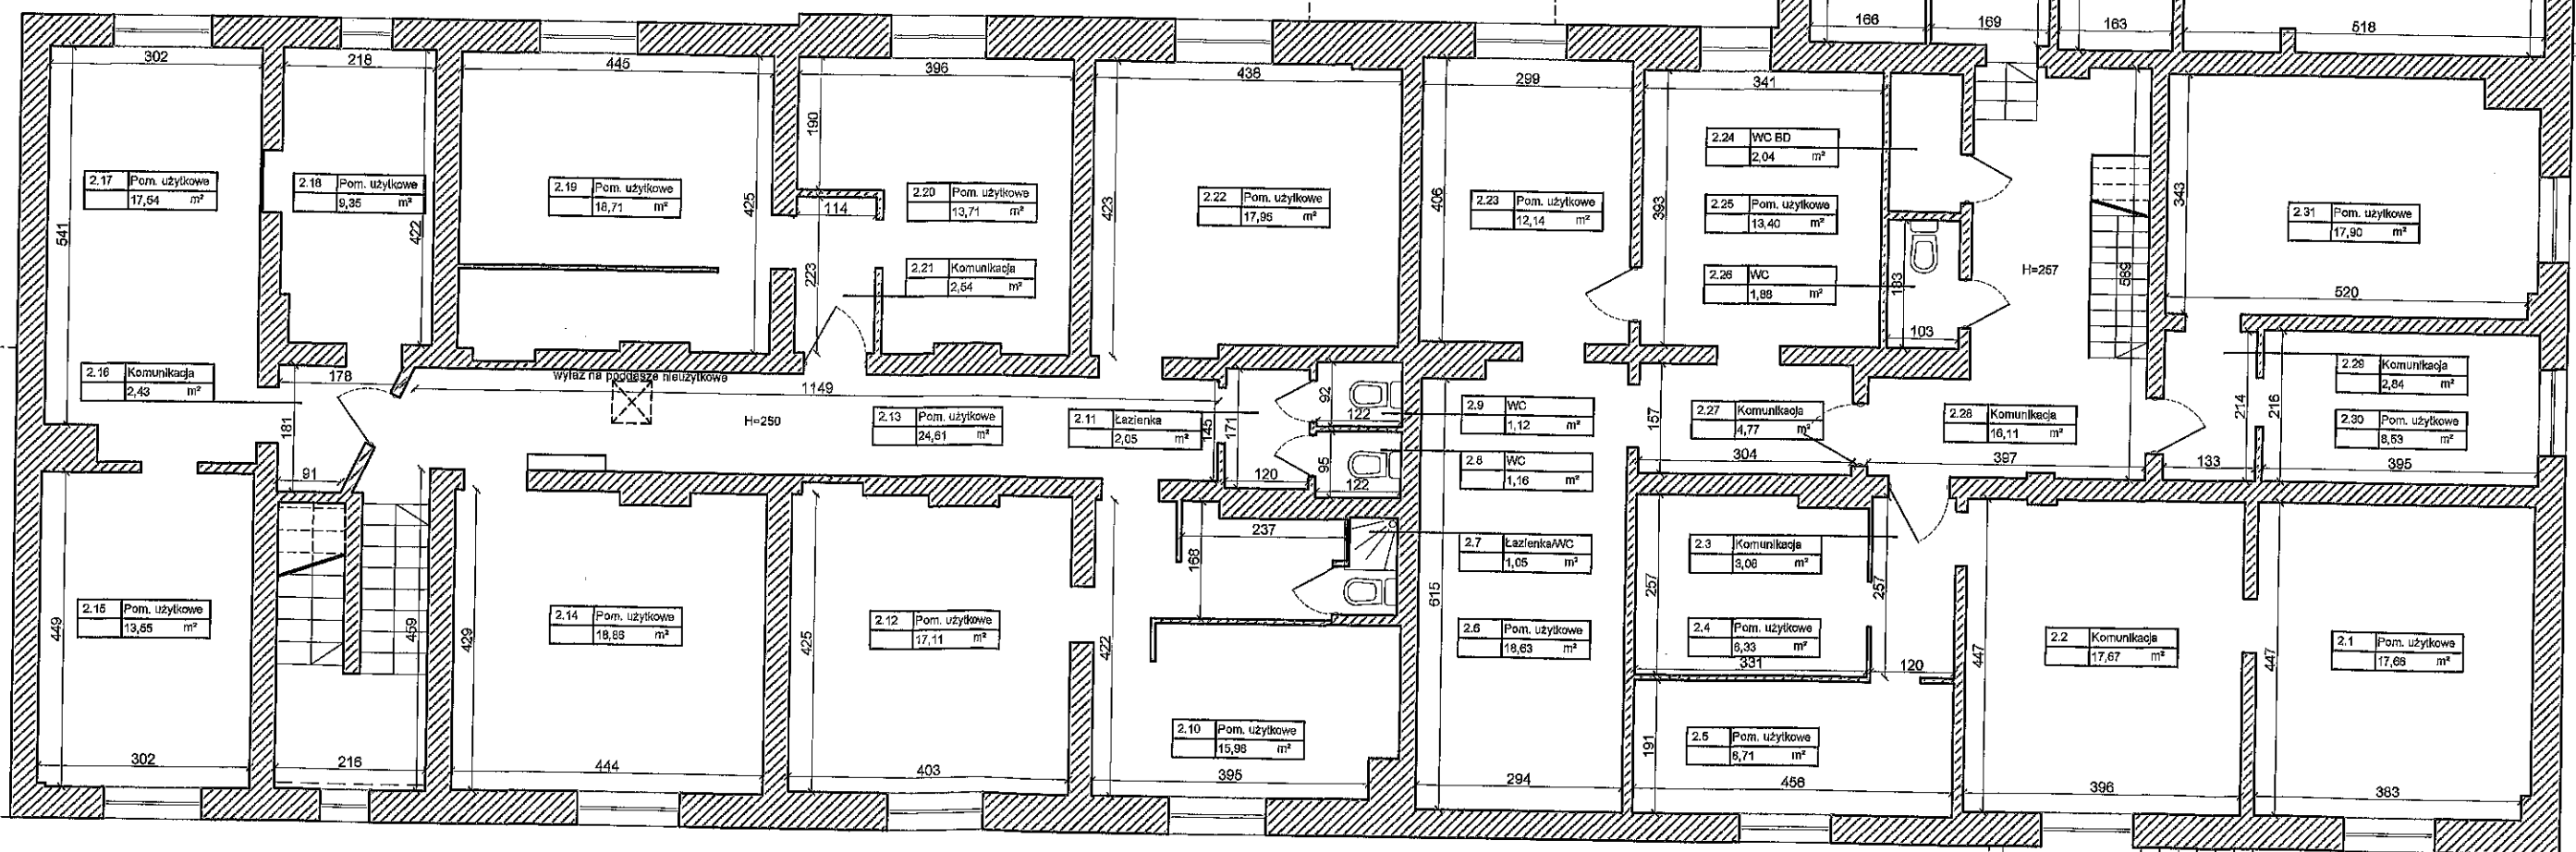 166
169
163
518
302
218
445
396
438
299
341
541
422
425
190
114
223
423
406
393
183
103
589
343
520
H=257
2.17 Pom. użytkowe
17,54 m²
2.18 Pom. użytkowe
9,35 m²
2.19 Pom. użytkowe
18,71 m²
2.20 Pom. użytkowe
13,71 m²
2.21 Komunikacja
2,54 m²
2.22 Pom. użytkowe
17,95 m²
2.23 Pom. użytkowe
12,14 m²
2.24 WC BD
2,04 m²
2.25 Pom. użytkowe
13,40 m²
2.26 WC
1,88 m²
2.31 Pom. użytkowe
17,90 m²
2.16 Komunikacja
2,43 m²
178
181
91
wyłaz na poddasze nieużytkowe
1149
H=250
2.13 Pom. użytkowe
24,61 m²
2.11 Łazienka
2,05 m²
145
171
120
92
122
95
122
2.9 WC
1,12 m²
2.8 WC
1,16 m²
157
2.27 Komunikacja
4,77 m²
304
2.28 Komunikacja
16,11 m²
397
133
214
216
2.29 Komunikacja
2,84 m²
2.30 Pom. użytkowe
8,53 m²
395
2.15 Pom. użytkowe
13,55 m²
449
302
216
459
429
2.14 Pom. użytkowe
18,86 m²
444
425
2.12 Pom. użytkowe
17,11 m²
403
422
237
168
2.10 Pom. użytkowe
15,98 m²
395
2.7 Łazienka/WC
1,05 m²
615
2.6 Pom. użytkowe
18,63 m²
294
2.3 Komunikacja
3,08 m²
257
257
2.4 Pom. użytkowe
8,33 m²
331
120
191
2.5 Pom. użytkowe
8,71 m²
458
447
2.2 Komunikacja
17,67 m²
396
447
2.1 Pom. użytkowe
17,66 m²
383